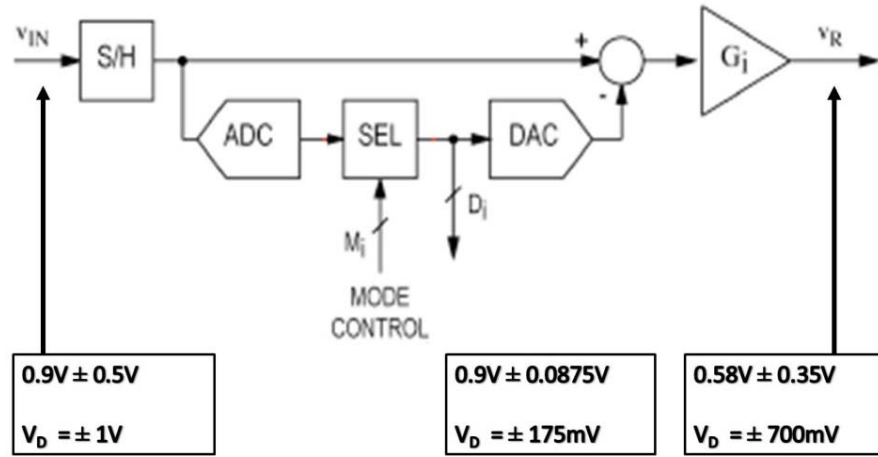 v_IN
S/H
+
-
G_i
v_R
ADC
SEL
DAC
M_i
D_i
MODE
CONTROL
0.9V ± 0.5V
V_D = ± 1V
0.9V ± 0.0875V
V_D = ± 175mV
0.58V ± 0.35V
V_D = ± 700mV